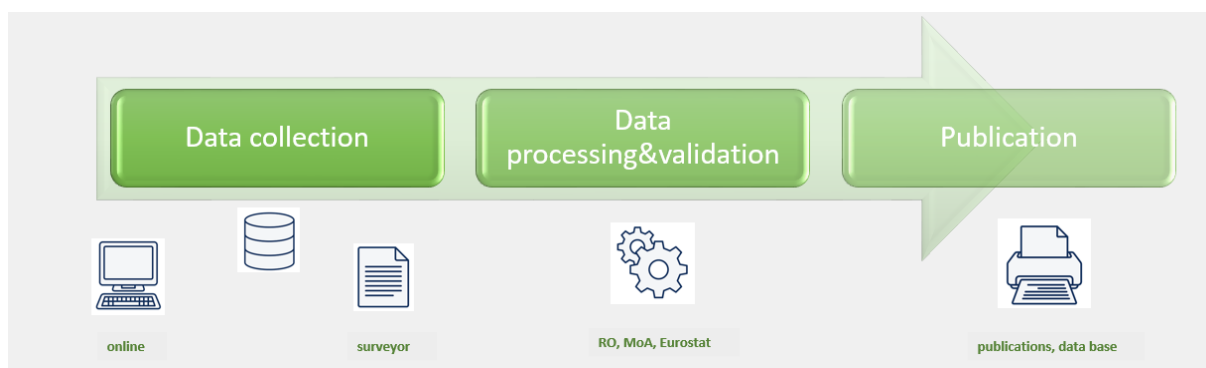 Data collection
Data
processing&validation
Publication
online
surveyor
RO, MoA, Eurostat
publications, data base